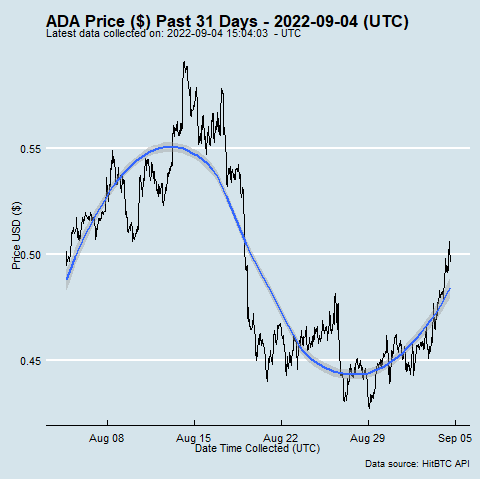 ADA Price ($) Past 31 Days - 2022-09-04 (UTC)
Latest data collected on: 2022-09-04 15:04:03 - UTC
Price USD ($)
0.55
0.50
0.45
Aug 08 Aug 15 Aug 22 Aug 29 Sep 05
Date Time Collected (UTC)
Data source: HitBTC API